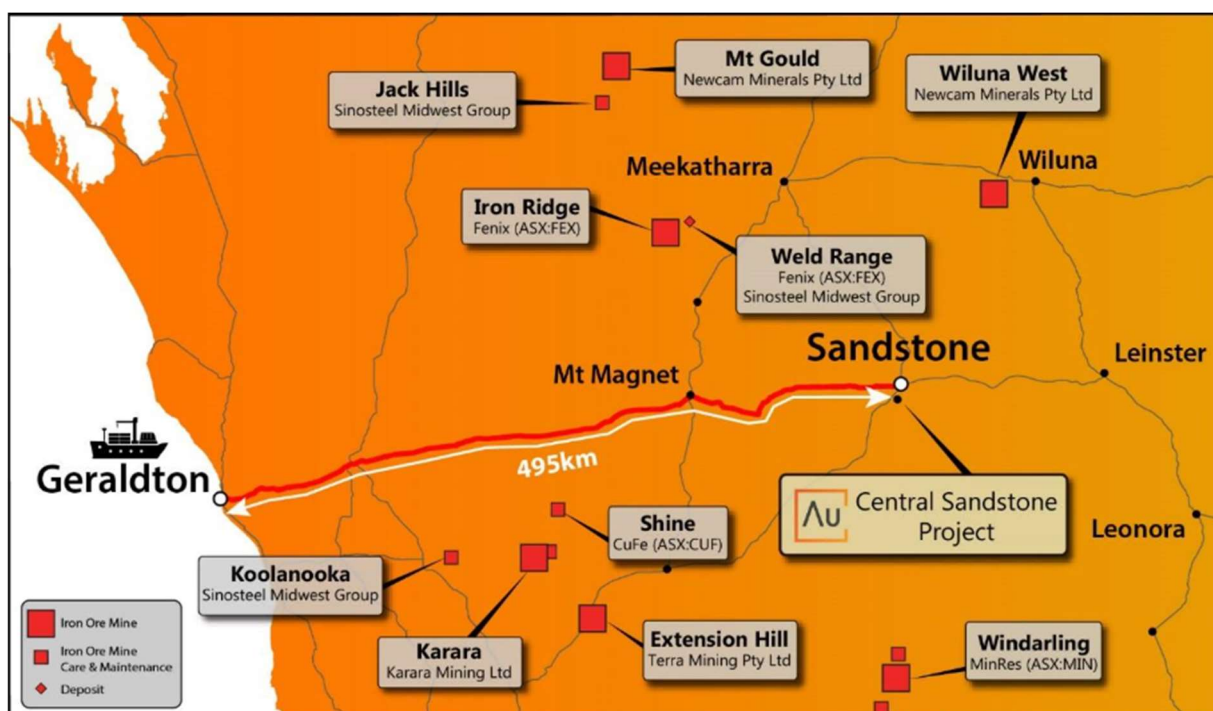 Mt Gould
Newcam Minerals Pty Ltd
Jack Hills
Sinosteel Midwest Group
Wiluna West
Newcam Minerals Pty Ltd
Meekatharra
Wiluna
Iron Ridge
Fenix (ASX:FEX)
Weld Range
Fenix (ASX:FEX)
Sinosteel Midwest Group
Sandstone
Leinster
Mt Magnet
495km
Geraldton
Au
Central Sandstone
Project
Leonora
Shine
CuFe (ASX:CUF)
Koolanooka
Sinosteel Midwest Group
Karara
Karara Mining Ltd
Extension Hill
Terra Mining Pty Ltd
Windarling
MinRes (ASX:MIN)
Iron Ore Mine
Iron Ore Mine
Care & Maintenance
Deposit